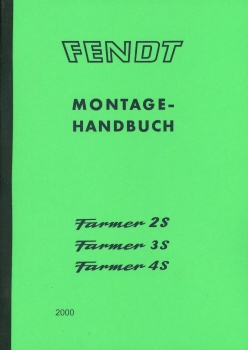 FENDT
MONTAGE-
HANDBUCH
Farmer 2S
Farmer 3S
Farmer 4S
2000